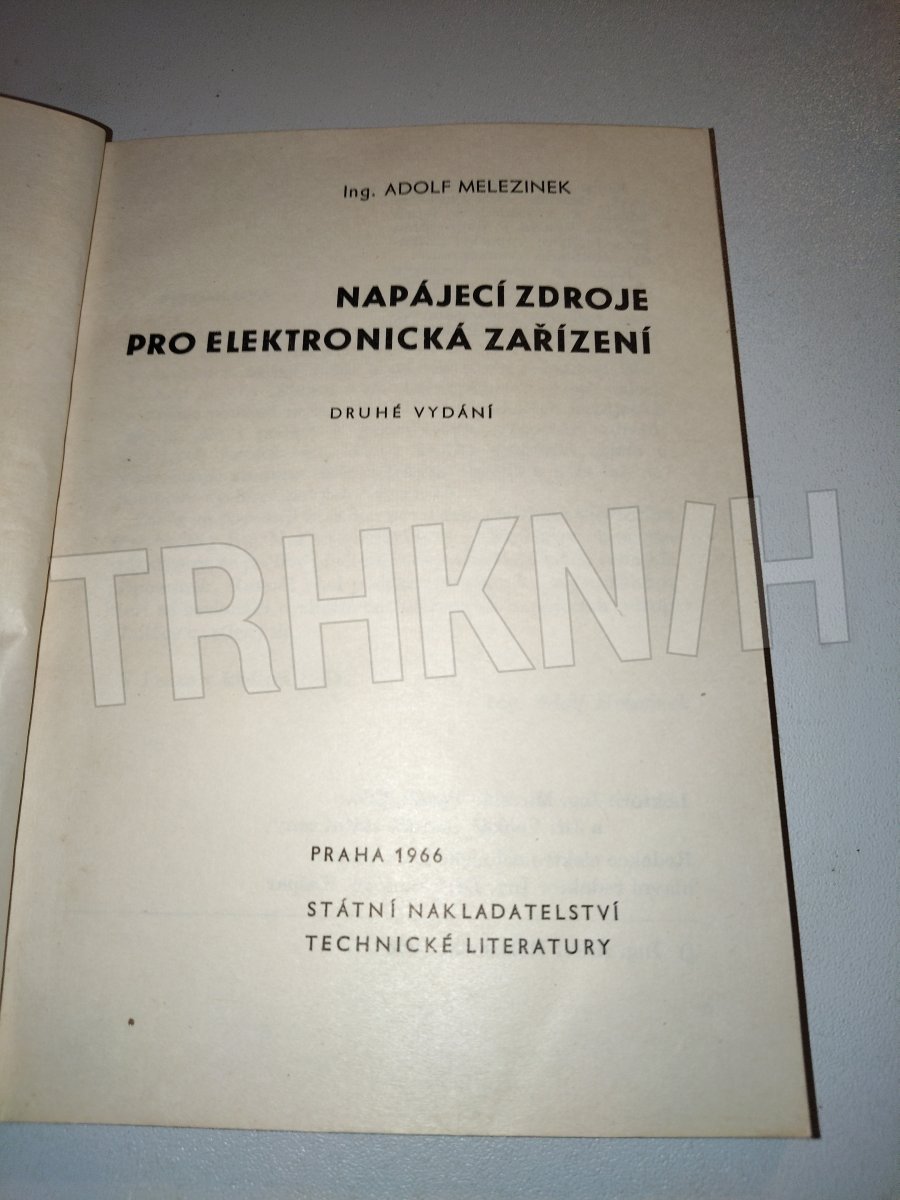 Ing. ADOLF MELEZINEK
NAPÁJECÍ ZDROJE
PRO ELEKTRONICKÁ ZAŘÍZENÍ
DRUHÉ VYDÁNÍ
TRHKNIH
PRAHA 1966
STÁTNÍ NAKLADATELSTVÍ
TECHNICKÉ LITERATURY